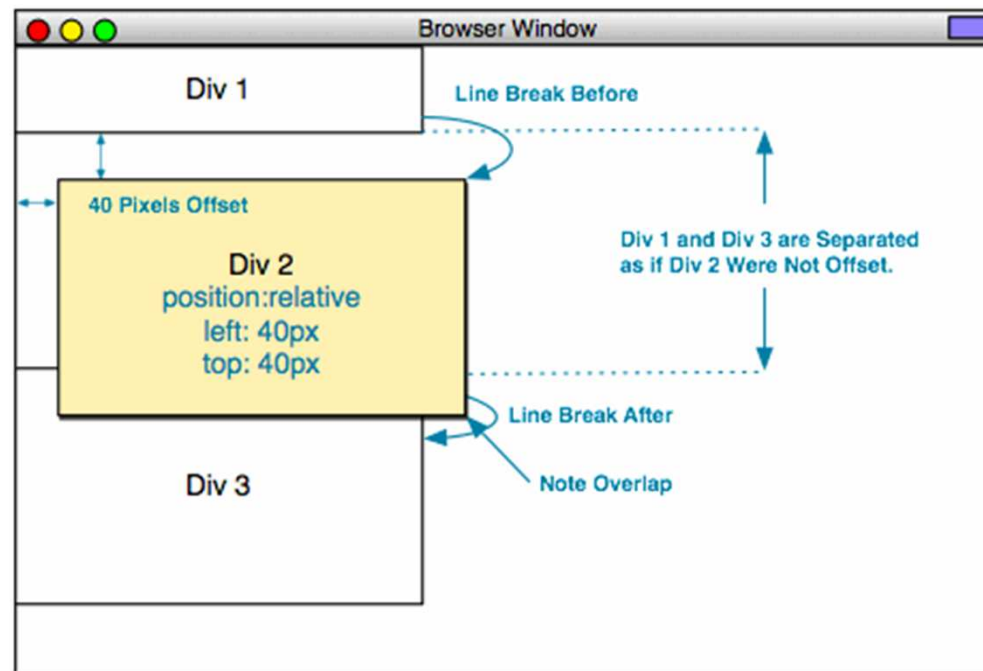 Browser Window
Div 1
Line Break Before
40 Pixels Offset
Div 1 and Div 3 are Separated
as if Div 2 Were Not Offset.
Div 2
position:relative
left: 40px
top: 40px
Line Break After
Div 3
Note Overlap